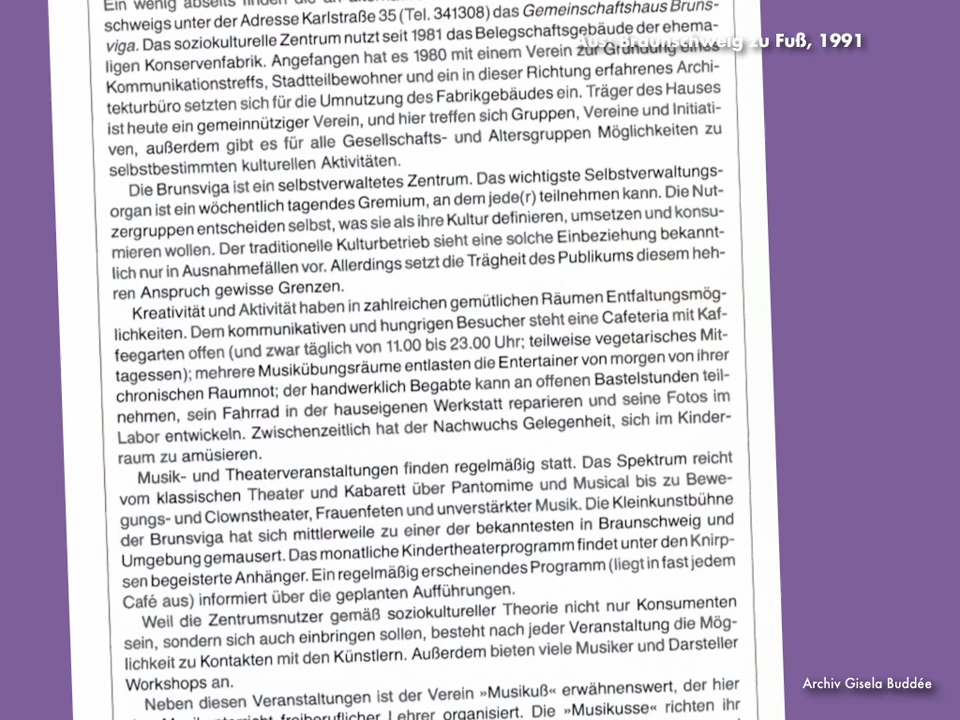 Aus: Braunschweig zu Fuß, 1991
Ein wenig abseits finden die an
schweigs unter der Adresse Karlstraße 35 (Tel. 341308) das Gemeinschaftshaus Bruns-
viga. Das soziokulturelle Zentrum nutzt seit 1981 das Belegschaftsgebäude der ehema-
ligen Konservenfabrik. Angefangen hat es 1980 mit einem Verein zur Gründung eines
Kommunikationstreffs, Stadtteilbewohner und ein in dieser Richtung erfahrenes Archi-
tekturbüro setzten sich für die Umnutzung des Fabrikgebäudes ein. Träger des Hauses
ist heute ein gemeinnütziger Verein, und hier treffen sich Gruppen, Vereine und Initiati-
ven, außerdem gibt es für alle Gesellschafts- und Altersgruppen Möglichkeiten zu
selbstbestimmten kulturellen Aktivitäten.
Die Brunsviga ist ein selbstverwaltetes Zentrum. Das wichtigste Selbstverwaltungs-
organ ist ein wöchentlich tagendes Gremium, an dem jede(r) teilnehmen kann. Die Nut-
zergruppen entscheiden selbst, was sie als ihre Kultur definieren, umsetzen und konsu-
mieren wollen. Der traditionelle Kulturbetrieb sieht eine solche Einbeziehung bekannt-
lich nur in Ausnahmefällen vor. Allerdings setzt die Trägheit des Publikums diesem heh-
ren Anspruch gewisse Grenzen.
Kreativität und Aktivität haben in zahlreichen gemütlichen Räumen Entfaltungsmög-
lichkeiten. Dem kommunikativen und hungrigen Besucher steht eine Cafeteria mit Kaf-
feegarten offen (und zwar täglich von 11.00 bis 23.00 Uhr; teilweise vegetarisches Mit-
tagessen); mehrere Musikübungsräume entlasten die Entertainer von morgen von ihrer
chronischen Raumnot; der handwerklich Begabte kann an offenen Bastelstunden teil-
nehmen, sein Fahrrad in der hauseigenen Werkstatt reparieren und seine Fotos im
Labor entwickeln. Zwischenzeitlich hat der Nachwuchs Gelegenheit, sich im Kinder-
raum zu amüsieren.
Musik- und Theaterveranstaltungen finden regelmäßig statt. Das Spektrum reicht
vom klassischen Theater und Kabarett über Pantomime und Musical bis zu Bewe-
gungs- und Clownstheater, Frauenfeten und unverstärkter Musik. Die Kleinkunstbühne
der Brunsviga hat sich mittlerweile zu einer der bekanntesten in Braunschweig und
Umgebung gemausert. Das monatliche Kindertheaterprogramm findet unter den Knirp-
sen begeisterte Anhänger. Ein regelmäßig erscheinendes Programm (liegt in fast jedem
Café aus) informiert über die geplanten Aufführungen.
Weil die Zentrumsnutzer gemäß soziokultureller Theorie nicht nur Konsumenten
sein, sondern sich auch einbringen sollen, besteht nach jeder Veranstaltung die Mög-
lichkeit zu Kontakten mit den Künstlern. Außerdem bieten viele Musiker und Darsteller
Workshops an.
Neben diesen Veranstaltungen ist der Verein »Musikuß« erwähnenswert, der hier
freiberuflicher Lehrer organisiert. Die »Musikusse« richten ihr
Archiv Gisela Buddée